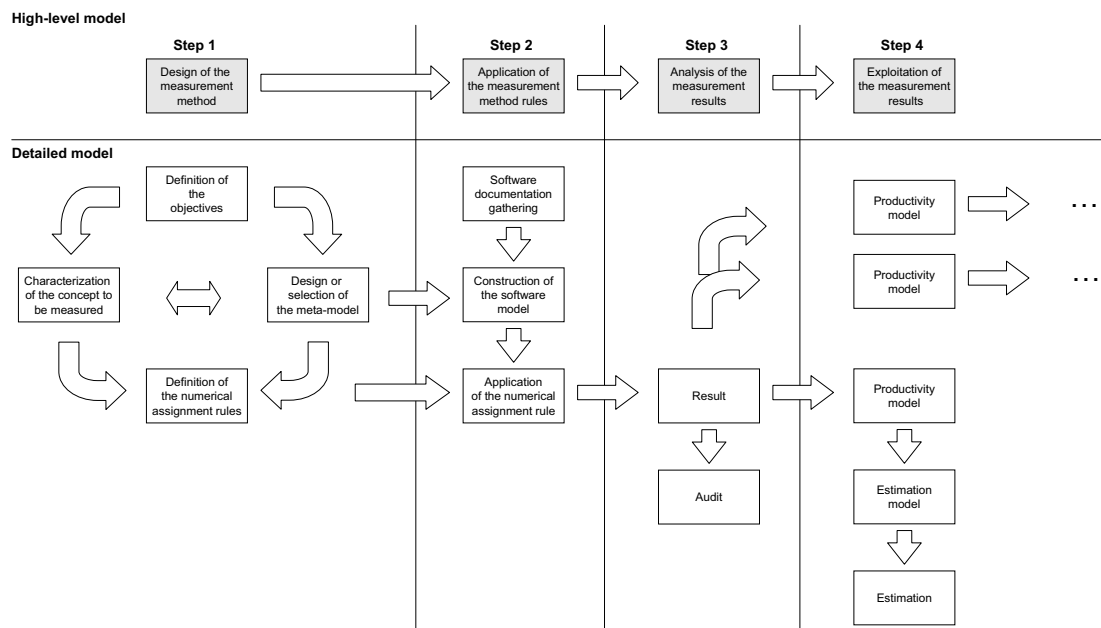 High-level model
Step 1
Step 2
Step 3
Step 4
Design of the
measurement
method
Application of
the measurement
method rules
Analysis of the
measurement
results
Exploitation of
the measurement
results
Detailed model
Definition of
the
objectives
Characterization
of the concept to
be measured
Design or
selection of
the meta-model
Definition of
the numerical
assignment rules
Software
documentation
gathering
Construction of
the software
model
Application
of the numerical
assignment rule
Result
Audit
Productivity
model
...
Productivity
model
...
Productivity
model
Estimation
model
Estimation